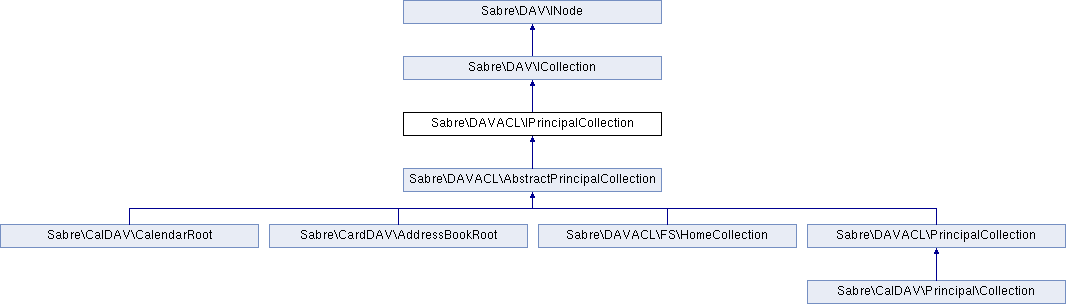 Sabre\DAV\INode
Sabre\DAV\ICollection
Sabre\DAVACL\IPrincipalCollection
Sabre\DAVACL\AbstractPrincipalCollection
Sabre\CalDAV\CalendarRoot
Sabre\CardDAV\AddressBookRoot
Sabre\DAVACL\FS\HomeCollection
Sabre\DAVACL\PrincipalCollection
Sabre\CalDAV\Principal\Collection